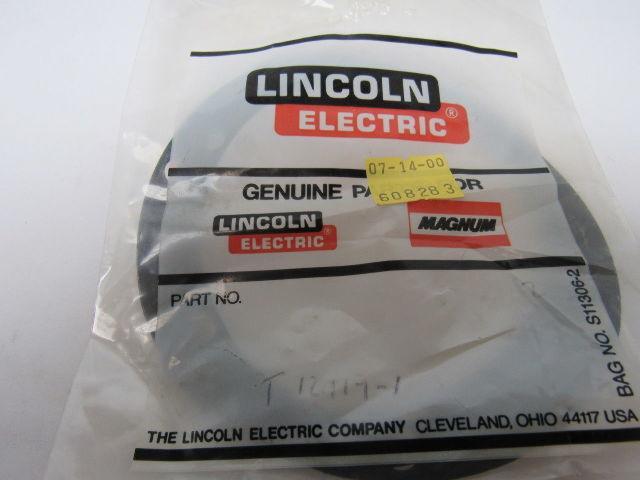 LINCOLN
ELECTRIC ®
07-14-00
608283
GENUINE PA OR
LINCOLN
ELECTRIC ®
MAGNUM
PART NO.
BAG NO. S11306-2
THE LINCOLN ELECTRIC COMPANY CLEVELAND, OHIO 44117 USA